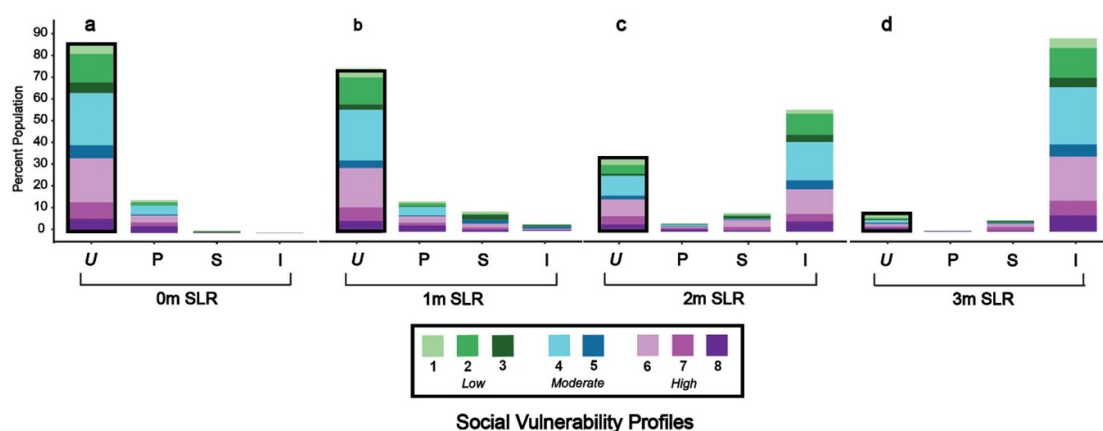 a b c d
Percent Population
90
80
70
60
50
40
30
20
10
0
U P S I U P S I U P S I U P S I
0m SLR 1m SLR 2m SLR 3m SLR
1 2 3 4 5 6 7 8
Low Moderate High
Social Vulnerability Profiles